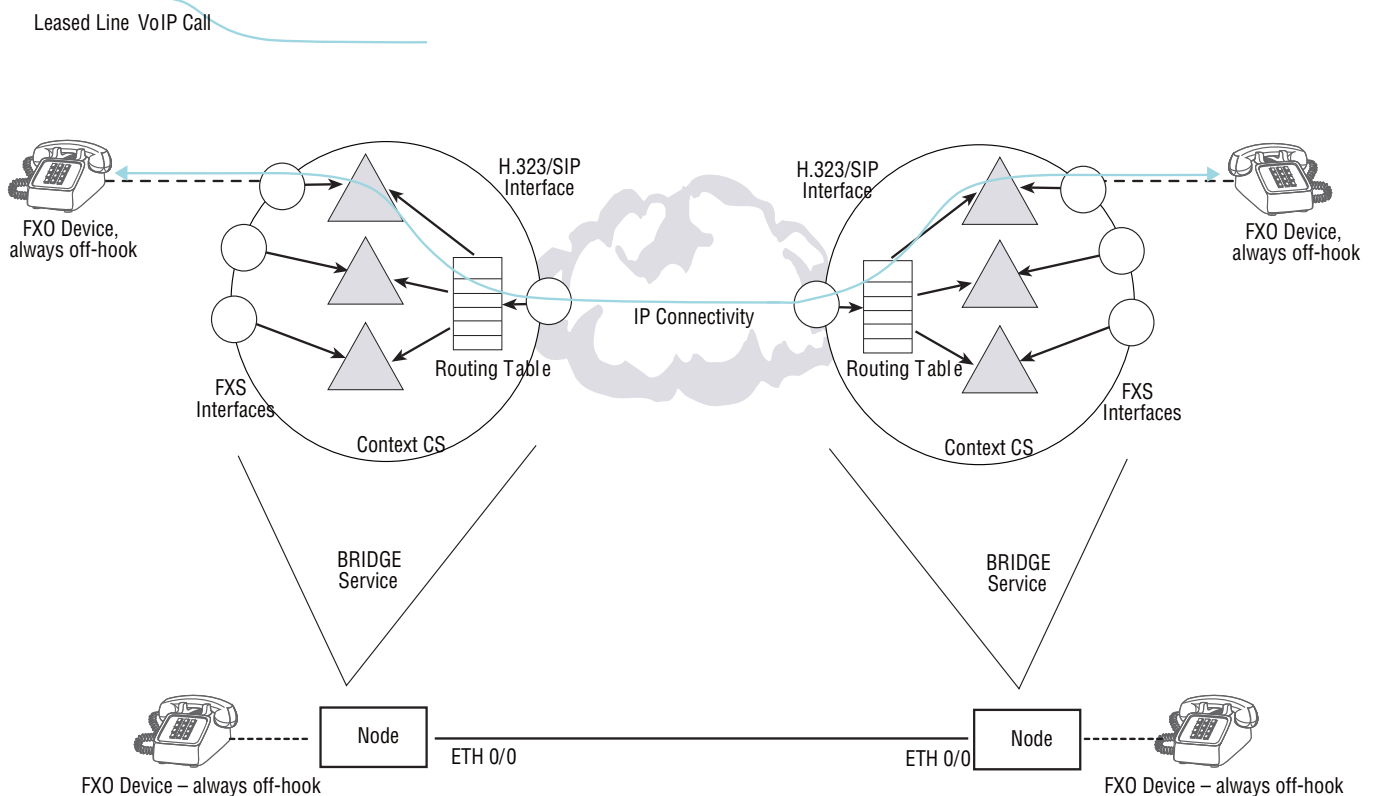 Leased Line VoIP Call
H.323/SIP
Interface
H.323/SIP
Interface
FXO Device,
always off-hook
FXO Device,
always off-hook
IP Connectivity
Routing Table
Routing Table
FXS
Interfaces
FXS
Interfaces
Context CS
Context CS
BRIDGE
Service
BRIDGE
Service
Node
Node
ETH 0/0
ETH 0/0
FXO Device – always off-hook
FXO Device – always off-hook